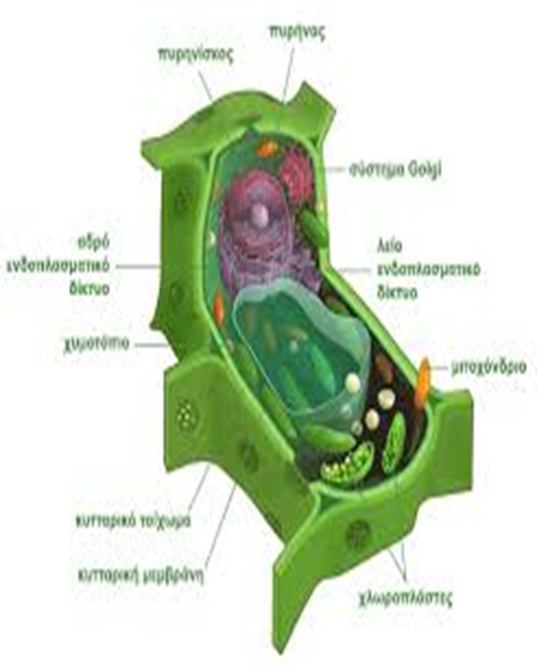 πυρήνας
πυρηνίσκος
σύστημα Golgi
αδρό
ενδοπλασματικό
δίκτυο
λείο
ενδοπλασματικό
δίκτυο
χυμοτόπιο
μιτοχόνδριο
κυτταρικό τοίχωμα
κυτταρική μεμβράνη
χλωροπλάστες